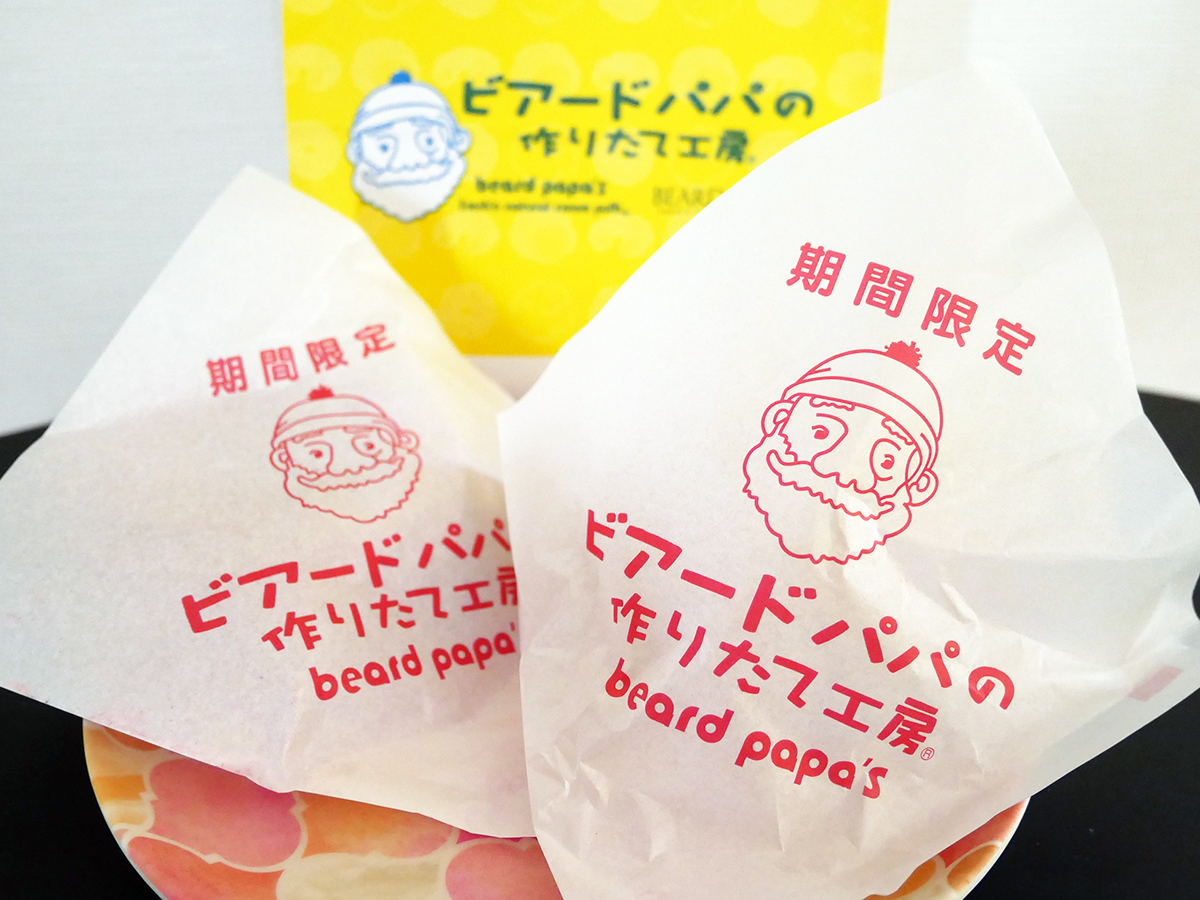 ビアードパパの
作りたて工房
beard papa's
BEARD
期間限定
ビアードパパ
作りたて工房
beard papa's
期間限定
ビアードパパの
作りたて工房®
beard papa's